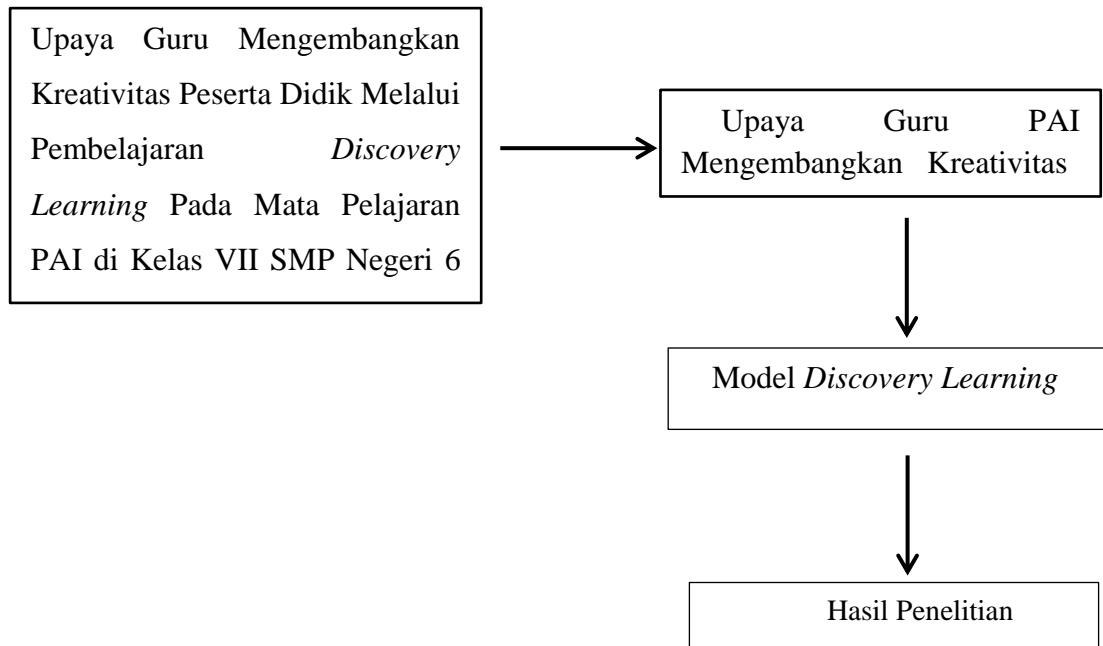 Upaya Guru Mengembangkan
Kreativitas Peserta Didik Melalui
Pembelajaran Discovery
Learning Pada Mata Pelajaran
PAI di Kelas VII SMP Negeri 6
Upaya Guru PAI
Mengembangkan Kreativitas
Model Discovery Learning
Hasil Penelitian